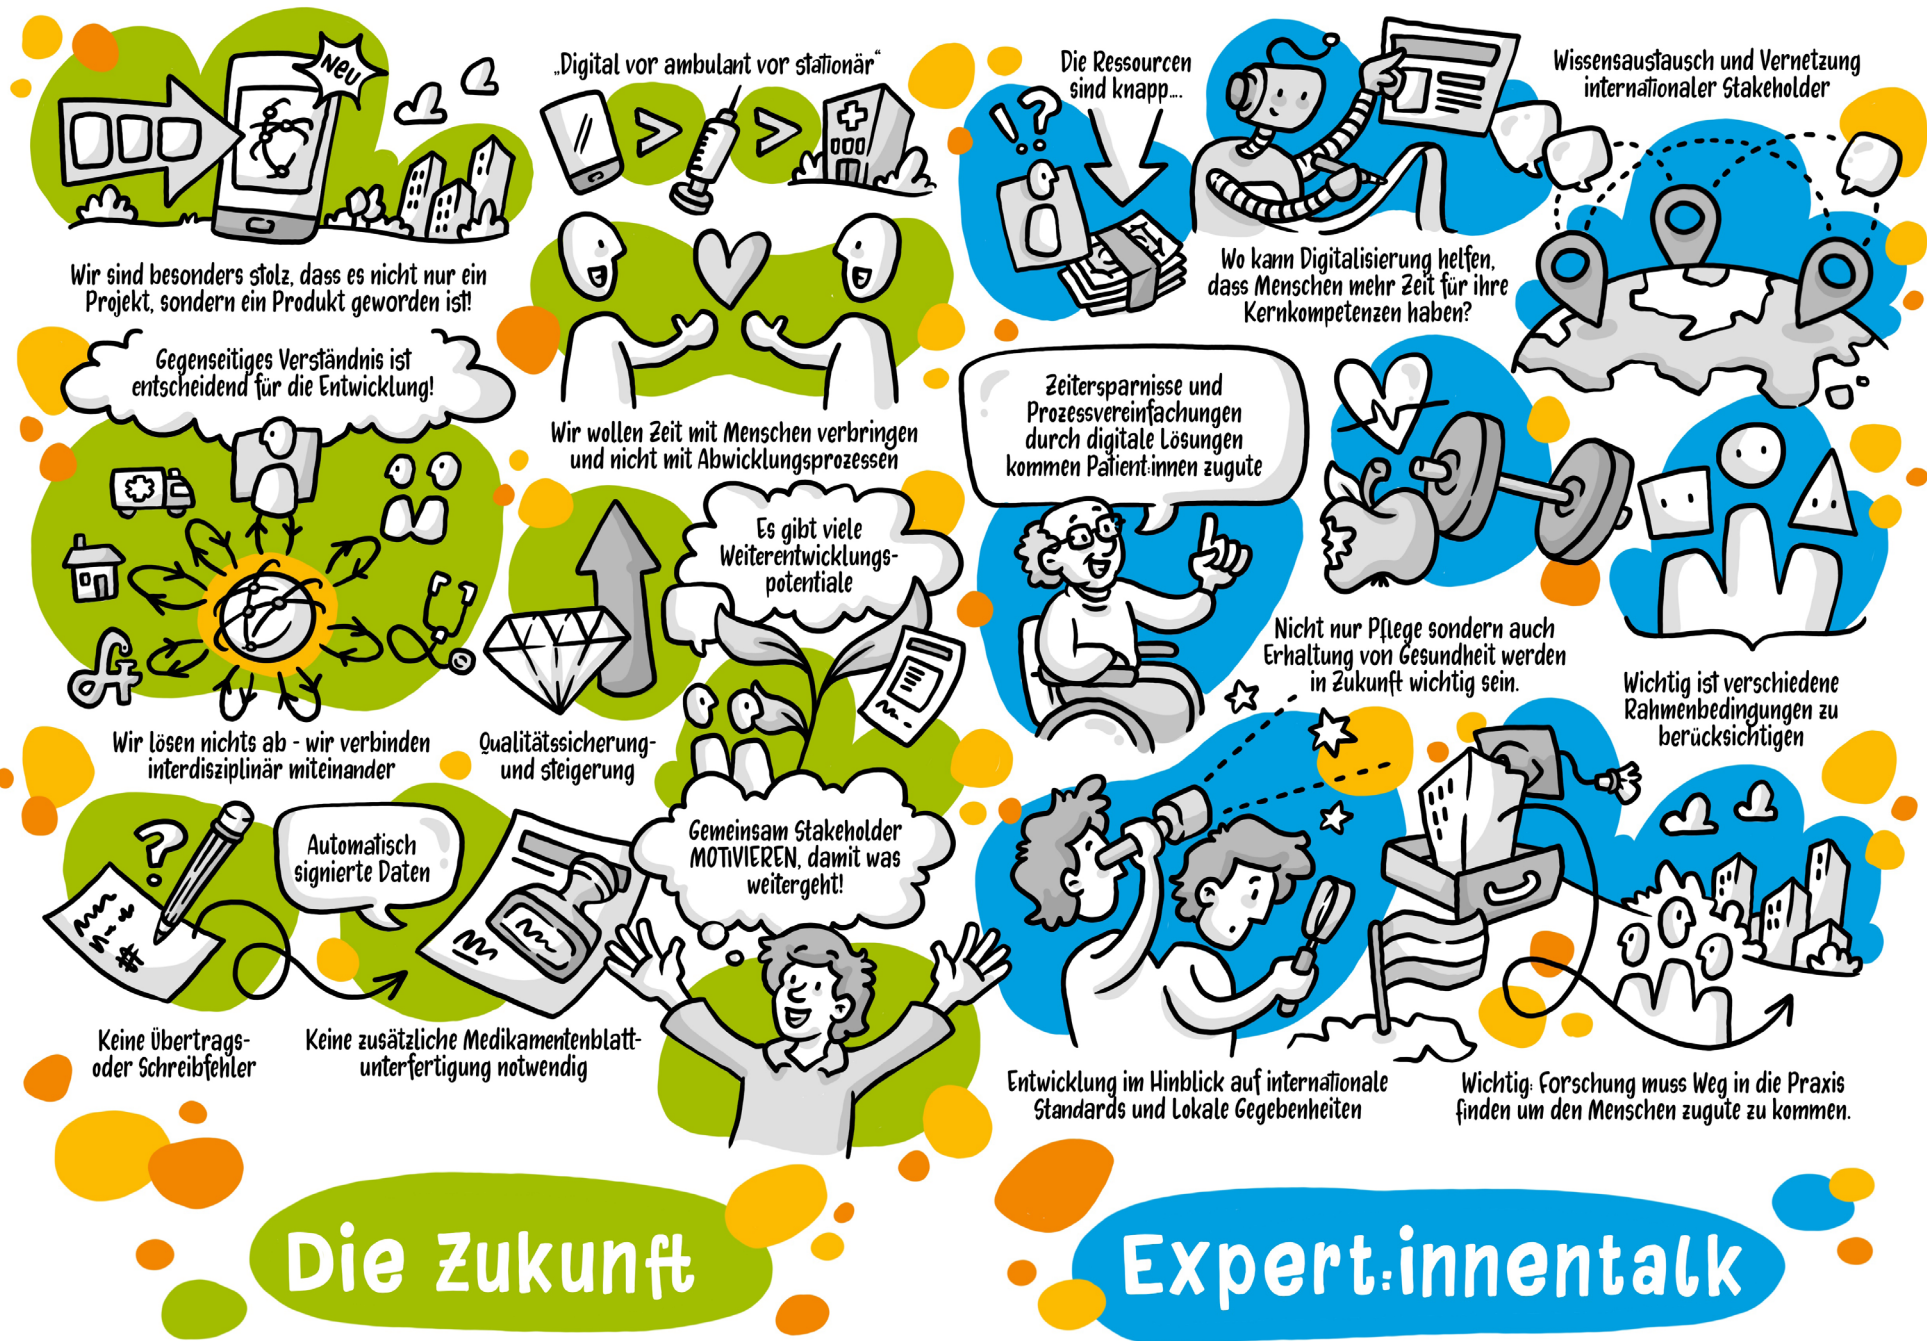 Neu
Wir sind besonders stolz, dass es nicht nur ein
Projekt, sondern ein Produkt geworden ist!
„Digital vor ambulant vor stationär“
Wir wollen Zeit mit Menschen verbringen
und nicht mit Abwicklungsprozessen
Gegenseitiges Verständnis ist
entscheidend für die Entwicklung!
Wir lösen nichts ab - wir verbinden
interdisziplinär miteinander
Qualitätssicherung-
und steigerung
Es gibt viele
Weiterentwicklungs-
potentiale
Automatisch
signierte Daten
Keine Übertrags-
oder Schreibfehler
Keine zusätzliche Medikamentenblatt-
unterfertigung notwendig
Gemeinsam Stakeholder
MOTIVIEREN, damit was
weitergeht!
Die Zukunft
Die Ressourcen
sind knapp....
Wo kann Digitalisierung helfen,
dass Menschen mehr Zeit für ihre
Kernkompetenzen haben?
Wissensaustausch und Vernetzung
internationaler Stakeholder
Zeitersparnisse und
Prozessvereinfachungen
durch digitale Lösungen
kommen Patient:innen zugute
Nicht nur Pflege sondern auch
Erhaltung von Gesundheit werden
in Zukunft wichtig sein.
Wichtig ist verschiedene
Rahmenbedingungen zu
berücksichtigen
Entwicklung im Hinblick auf internationale
Standards und Lokale Gegebenheiten
Wichtig: Forschung muss Weg in die Praxis
finden um den Menschen zugute zu kommen.
Expert:innentalk